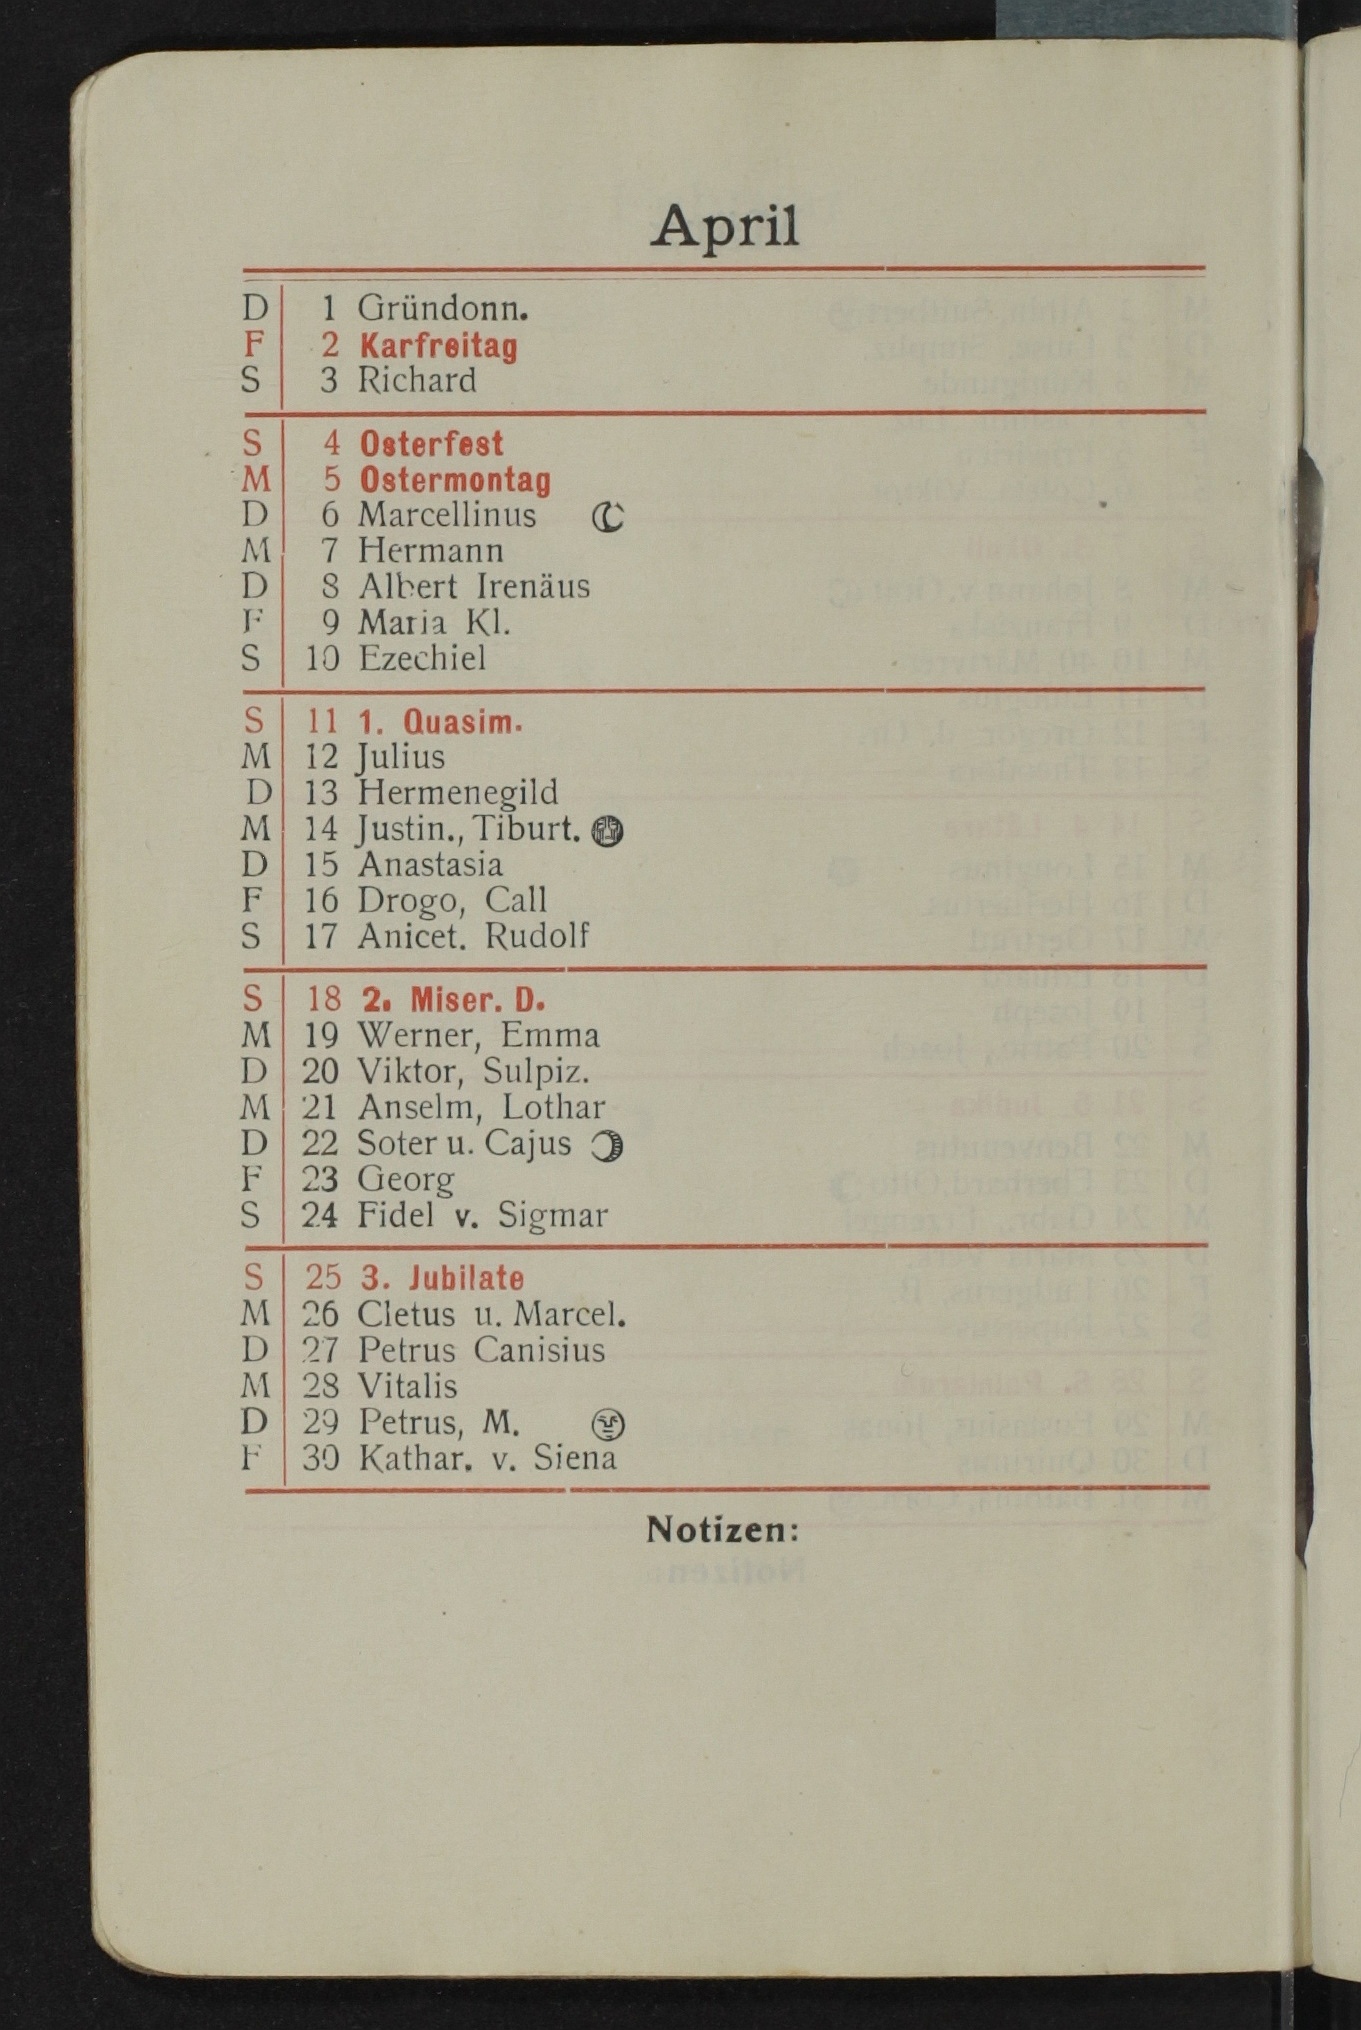 April
D 1 Gründonn.
F 2 Karfreitag
S 3 Richard
S 4 Osterfest
M 5 Ostermontag
D 6 Marcellinus
M 7 Hermann
D 8 Albert Irenäus
F 9 Maria Kl.
S 10 Ezechiel
S 11 1. Quasim.
M 12 Julius
D 13 Hermenegild
M 14 Justin., Tiburt.
D 15 Anastasia
F 16 Drogo, Call
S 17 Anicet. Rudolf
S 18 2. Miser. D.
M 19 Werner, Emma
D 20 Viktor, Sulpiz.
M 21 Anselm, Lothar
D 22 Soter u. Cajus
F 23 Georg
S 24 Fidel v. Sigmar
S 25 3. Jubilate
M 26 Cletus u. Marcel.
D 27 Petrus Canisius
M 28 Vitalis
D 29 Petrus, M.
F 30 Kathar. v. Siena
Notizen: